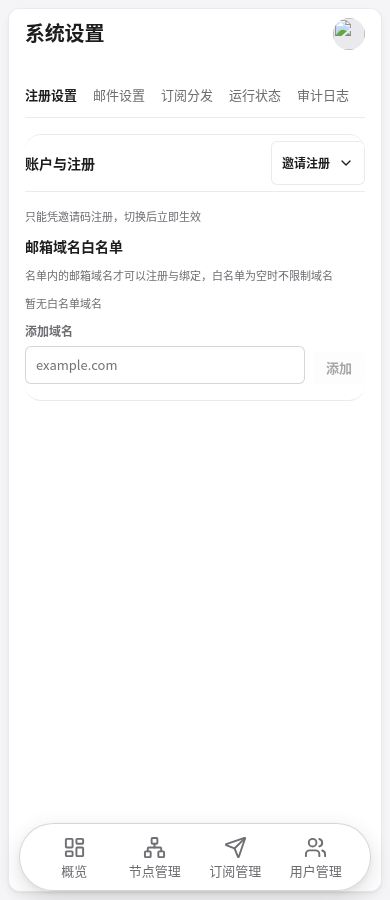 系统设置
注册设置 邮件设置 订阅分发 运行状态 审计日志
账户与注册 邀请注册
只能凭邀请码注册，切换后立即生效
邮箱域名白名单
名单内的邮箱域名才可以注册与绑定，白名单为空时不限制域名
暂无白名单域名
添加域名
example.com 添加
概览 节点管理 订阅管理 用户管理